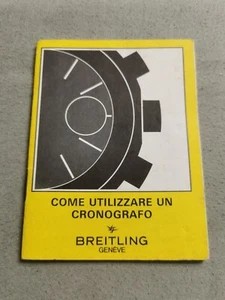 COME UTILIZZARE UN
CRONOGRAFO
BREITLING
GENEVE